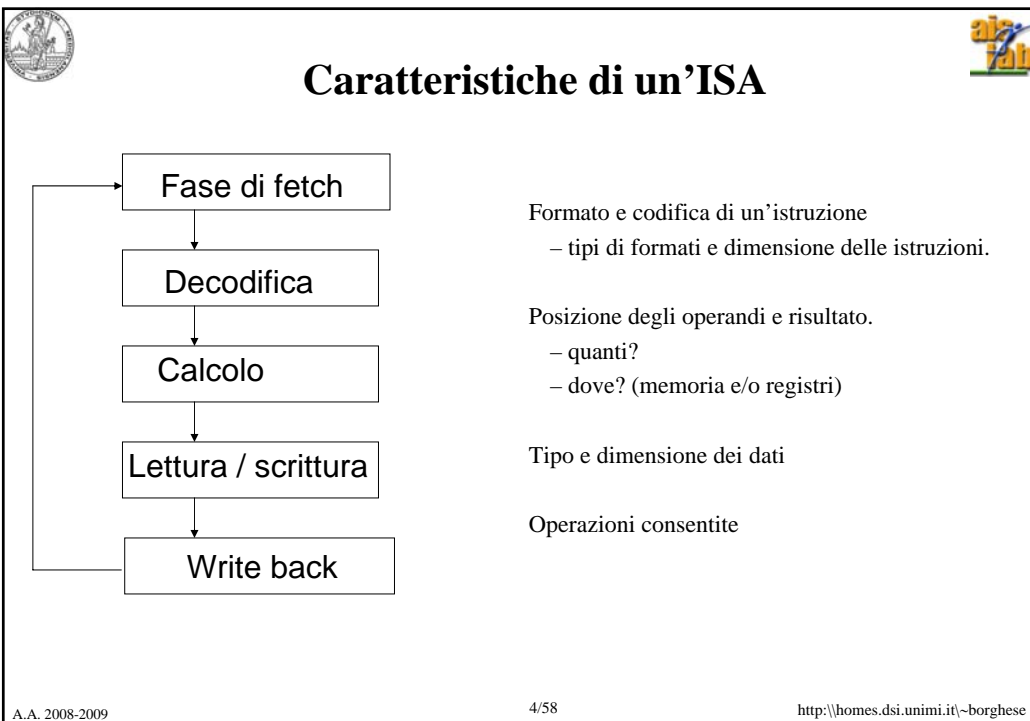 ais
lab
Caratteristiche di un’ISA
Fase di fetch
Decodifica
Calcolo
Lettura / scrittura
Write back
Formato e codifica di un’istruzione
– tipi di formati e dimensione delle istruzioni.
Posizione degli operandi e risultato.
– quanti?
– dove? (memoria e/o registri)
Tipo e dimensione dei dati
Operazioni consentite
A.A. 2008-2009
4/58
http:\\homes.dsi.unimi.it\~borghese